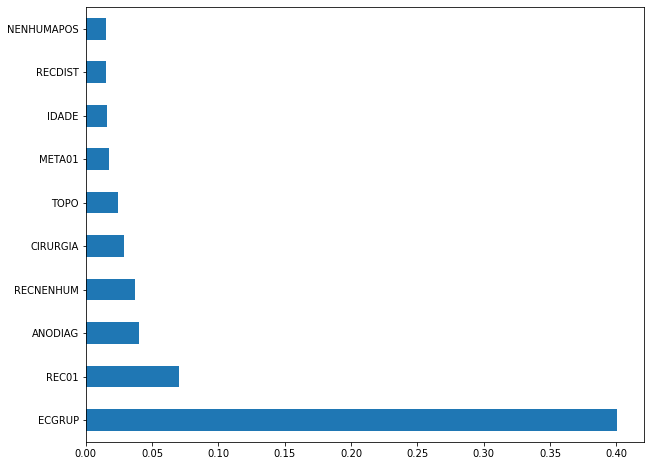 NENHUMAPOS
RECDIST
IDADE
META01
TOPO
CIRURGIA
RECNENHUM
ANODIAG
REC01
ECGRUP
0.00 0.05 0.10 0.15 0.20 0.25 0.30 0.35 0.40